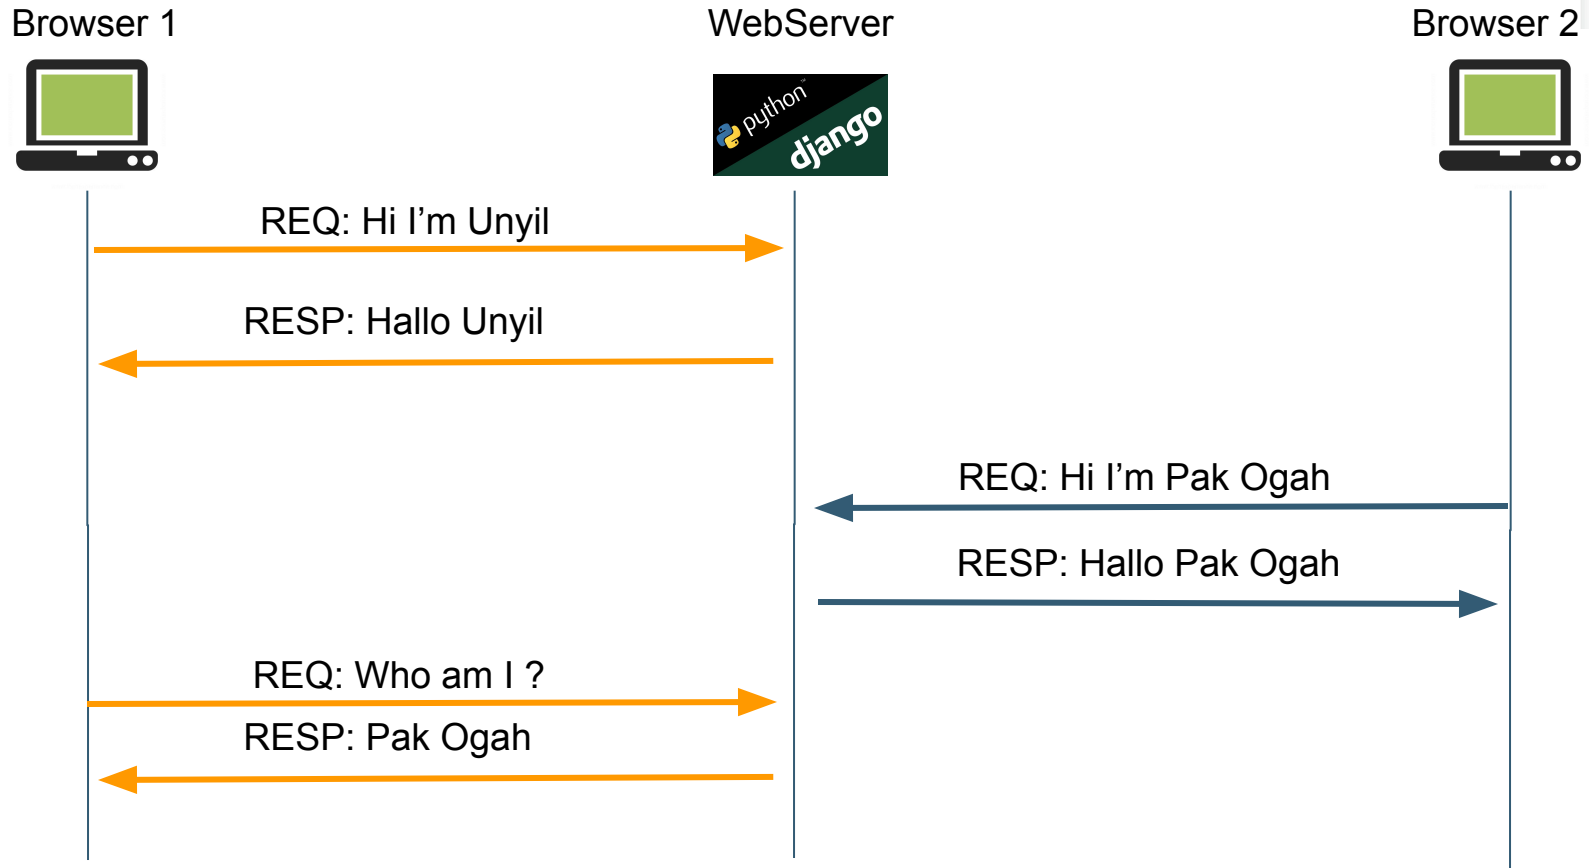 Browser 1
WebServer
Browser 2
python™
django
REQ: Hi I’m Unyil
RESP: Hallo Unyil
REQ: Hi I’m Pak Ogah
RESP: Hallo Pak Ogah
REQ: Who am I ?
RESP: Pak Ogah